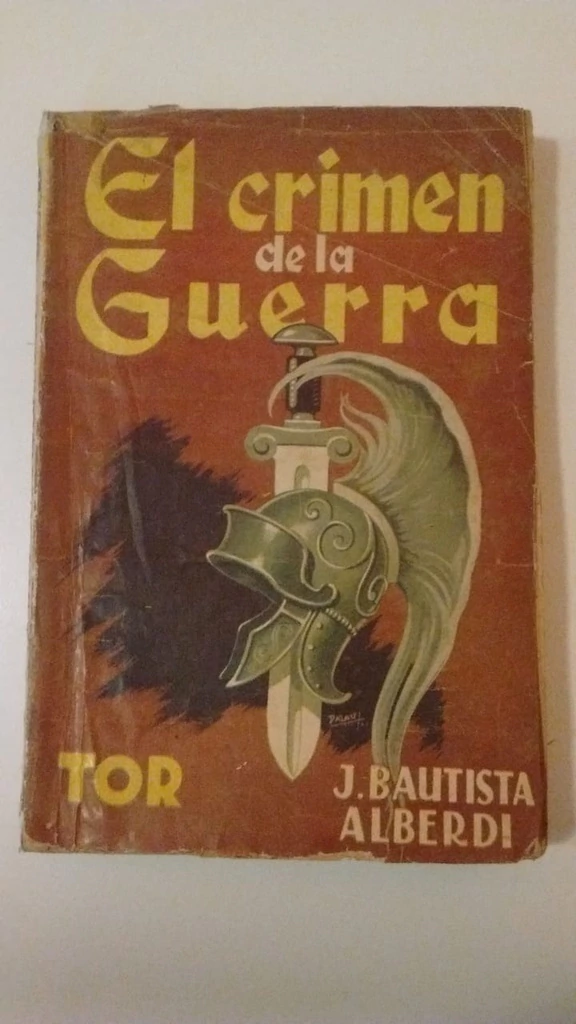 El crimen
de la
Guerra
TOR
J. BAUTISTA
ALBERDI